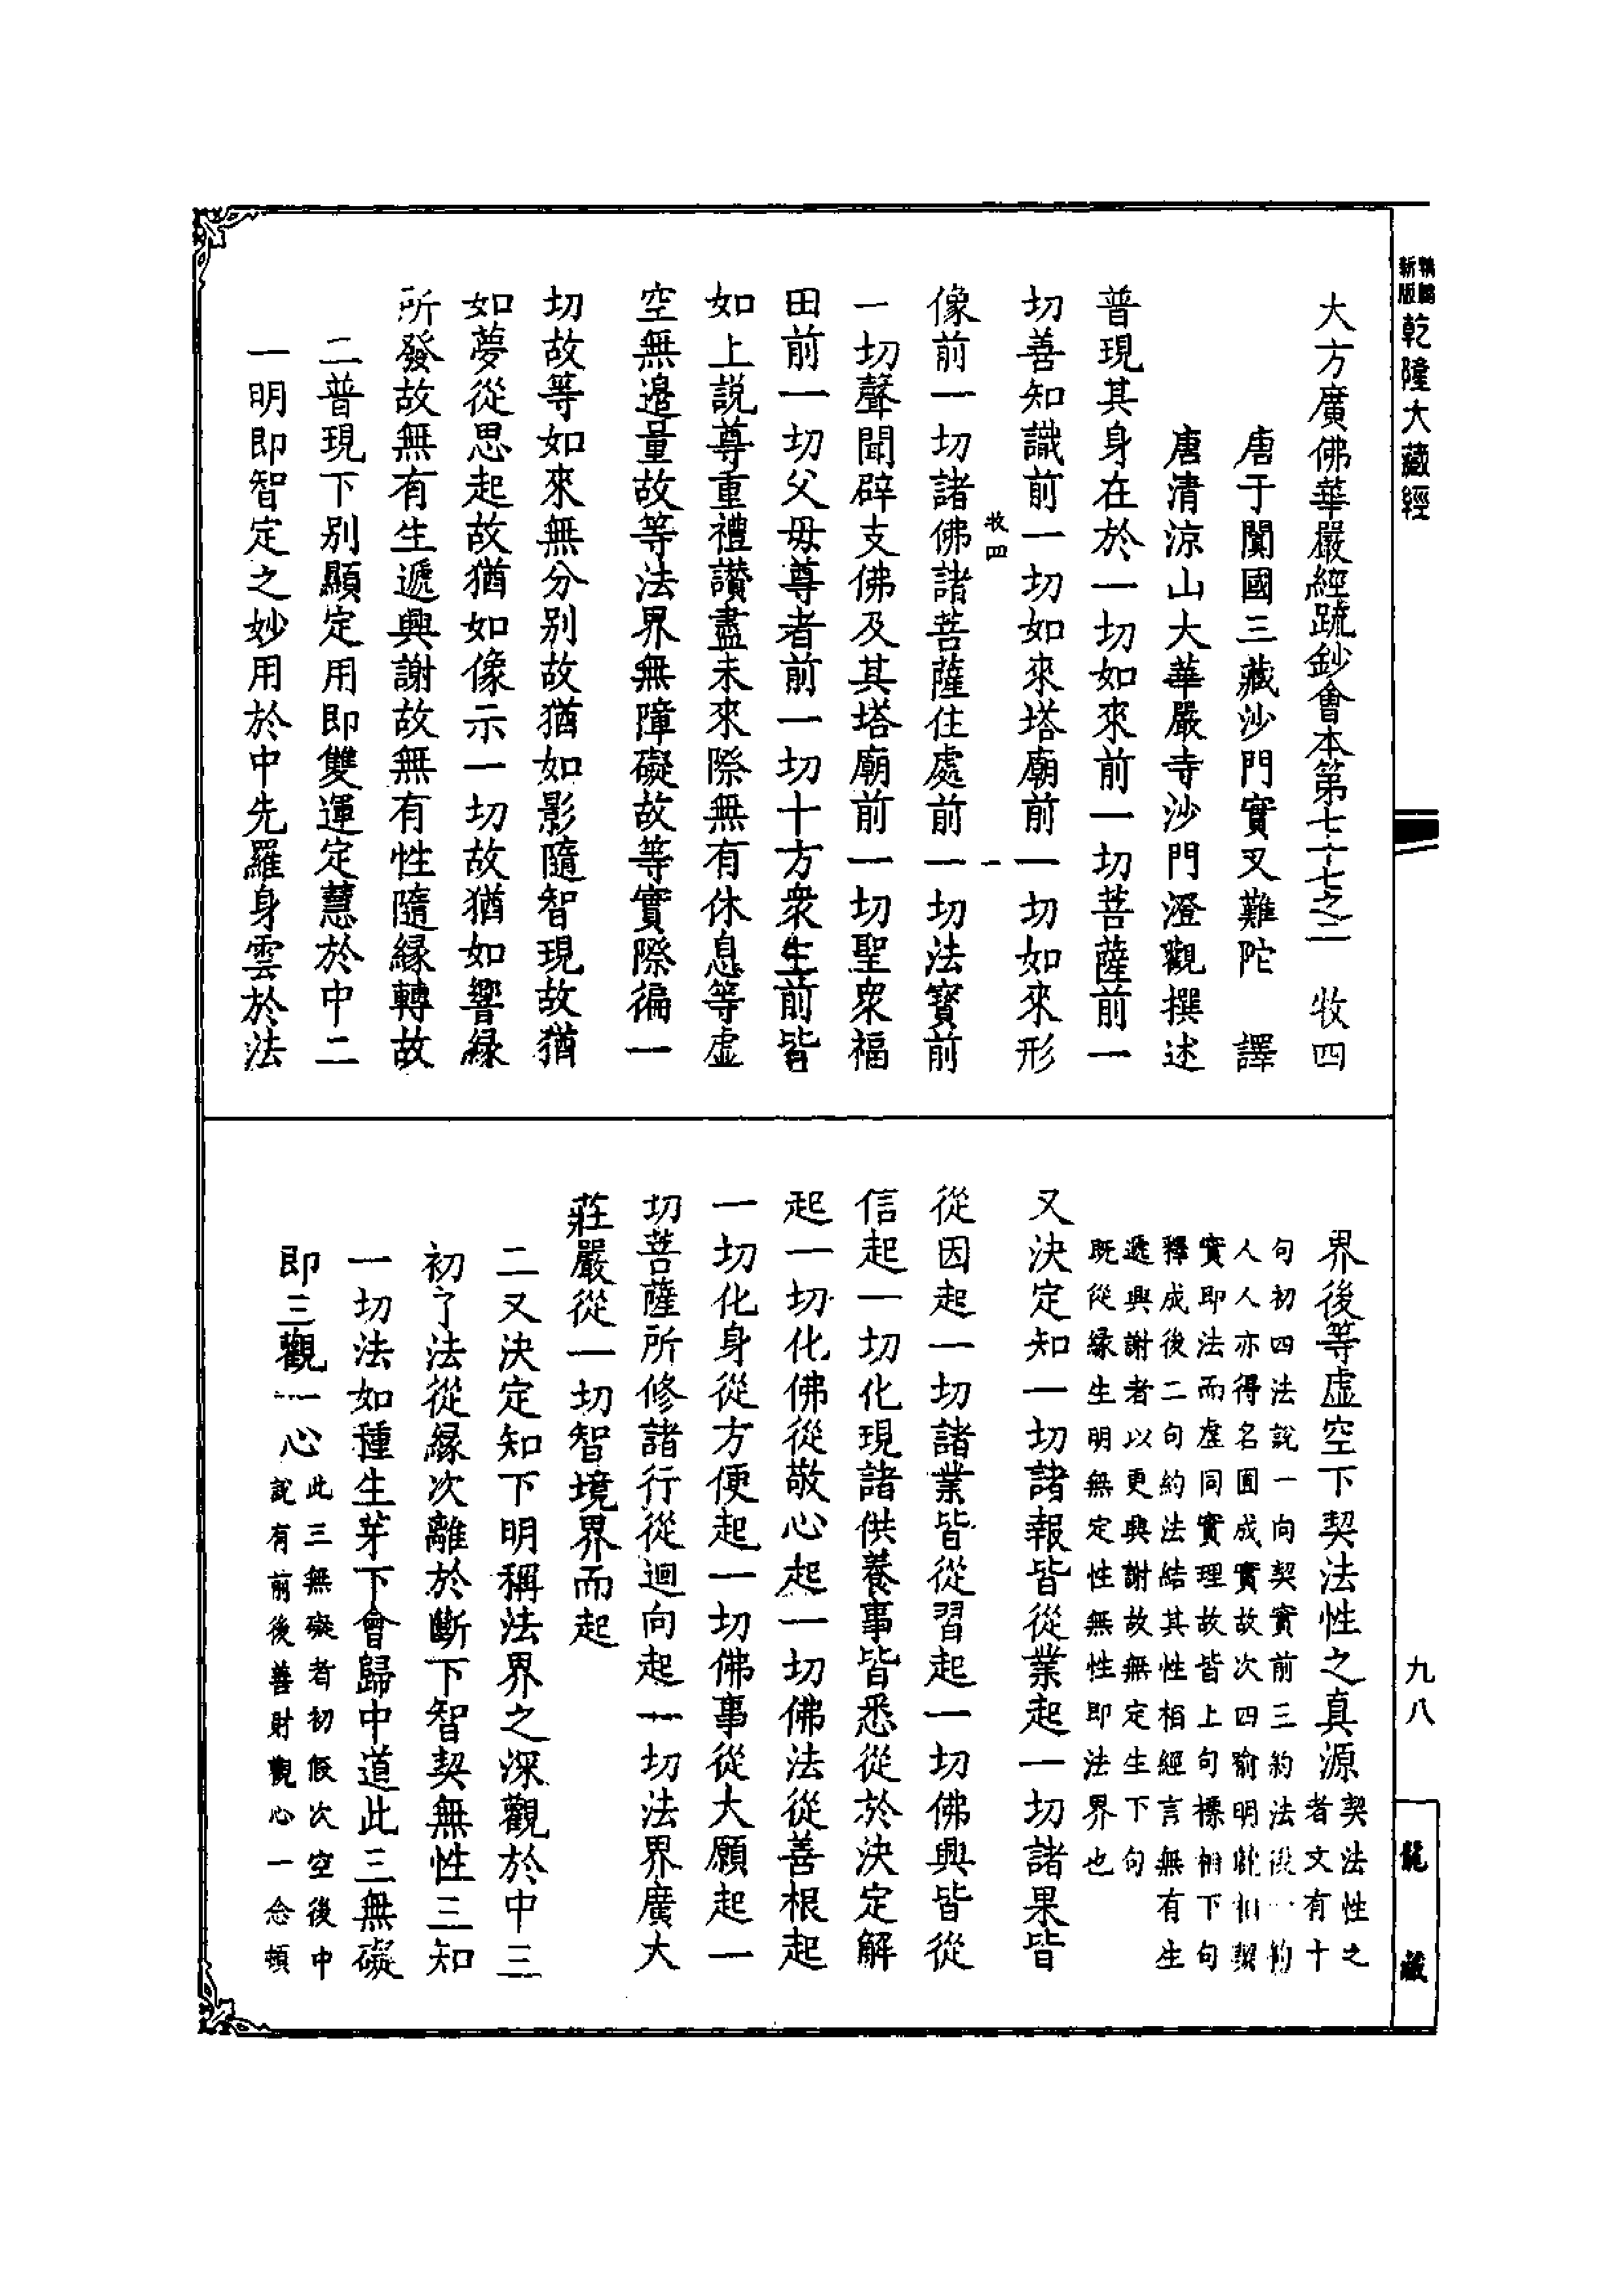 新版
乾隆大藏經
大方廣佛華嚴經疏鈔會本第七十七之二　牧四
唐于闐國三藏沙門實叉難陀　譯
唐清涼山大華嚴寺沙門澄觀撰述
普現其身在於一切如來前一切菩薩前一
切善知識前一切如來塔廟前一切如來形
牧四　一
像前一切諸佛諸菩薩住處前一切法寶前
一切聲聞辟支佛及其塔廟前一切聖衆福
田前一切父母尊者前一切十方衆生前皆
如上說尊重禮讚盡未來際無有休息等虛
空無邊量故等法界無障礙故等實際徧一
切故等如來無分別故猶如影隨智現故猶
如夢從思起故猶如像示一切故猶如響緣
所發故無有生遞興謝故無有性隨緣轉故
二普現下別顯定用即雙運定慧於中二
一明即智定之妙用於中先羅身雲於法
界後等虛空下契法性之真源
契法性之
者文有十
句初四法說一向契實前三約法後一約
人人人亦得名圓成實故次四喻明
實即法而虛同實理故皆上句標相下句
釋成後二句約法結其性相經言無有生
遞興謝者以更興謝故無定生下句
既從緣生明無定性無性即法界也
又決定知一切諸報皆從業起一切諸果皆
從因起一切諸業皆從習起一切佛興皆從
信起一切化現諸供養事皆悉從於決定解
起一切化佛從敬心起一切佛法從善根起
一切化身從方便起一切佛事從大願起一
切菩薩所修諸行從迴向起一切法界廣大
莊嚴從一切智境界而起
二又決定知下明稱法界之深觀於中三
初了法從緣次離於斷下智契無性三知
一切法如種生芽下會歸中道此三無礙
即三觀一心
此三無礙者初假次空後中
說有前後善財觀心一念頓
九八
龍藏